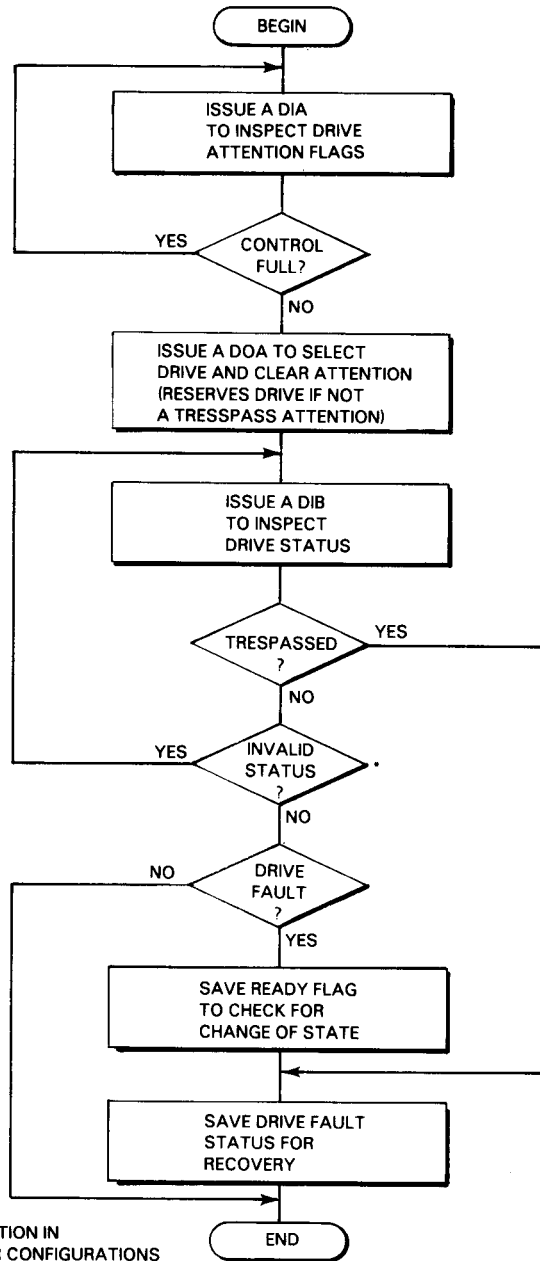 BEGIN
ISSUE A DIA
TO INSPECT DRIVE
ATTENTION FLAGS
YES
CONTROL
FULL?
NO
ISSUE A DOA TO SELECT
DRIVE AND CLEAR ATTENTION
(RESERVES DRIVE IF NOT
A TRESSPASS ATTENTION)
ISSUE A DIB
TO INSPECT
DRIVE STATUS
TRESPASSED
?
YES
NO
YES
INVALID
STATUS
?
NO
NO
DRIVE
FAULT
?
YES
SAVE READY FLAG
TO CHECK FOR
CHANGE OF STATE
SAVE DRIVE FAULT
STATUS FOR
RECOVERY
TION IN
CONFIGURATIONS
END